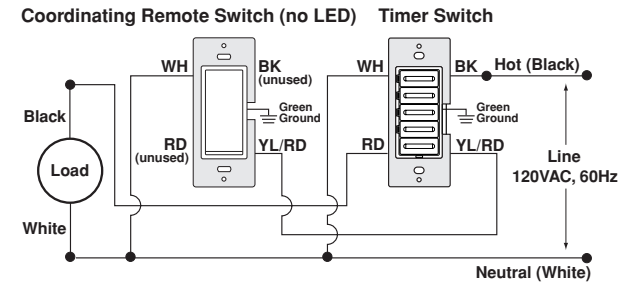 Coordinating Remote Switch (no LED)
Timer Switch
WH
BK
(unused)
WH
BK
Hot (Black)
Black
Green
Ground
Green
Ground
RD
(unused)
YL/RD
RD
YL/RD
Load
Line
120VAC, 60Hz
White
Neutral (White)